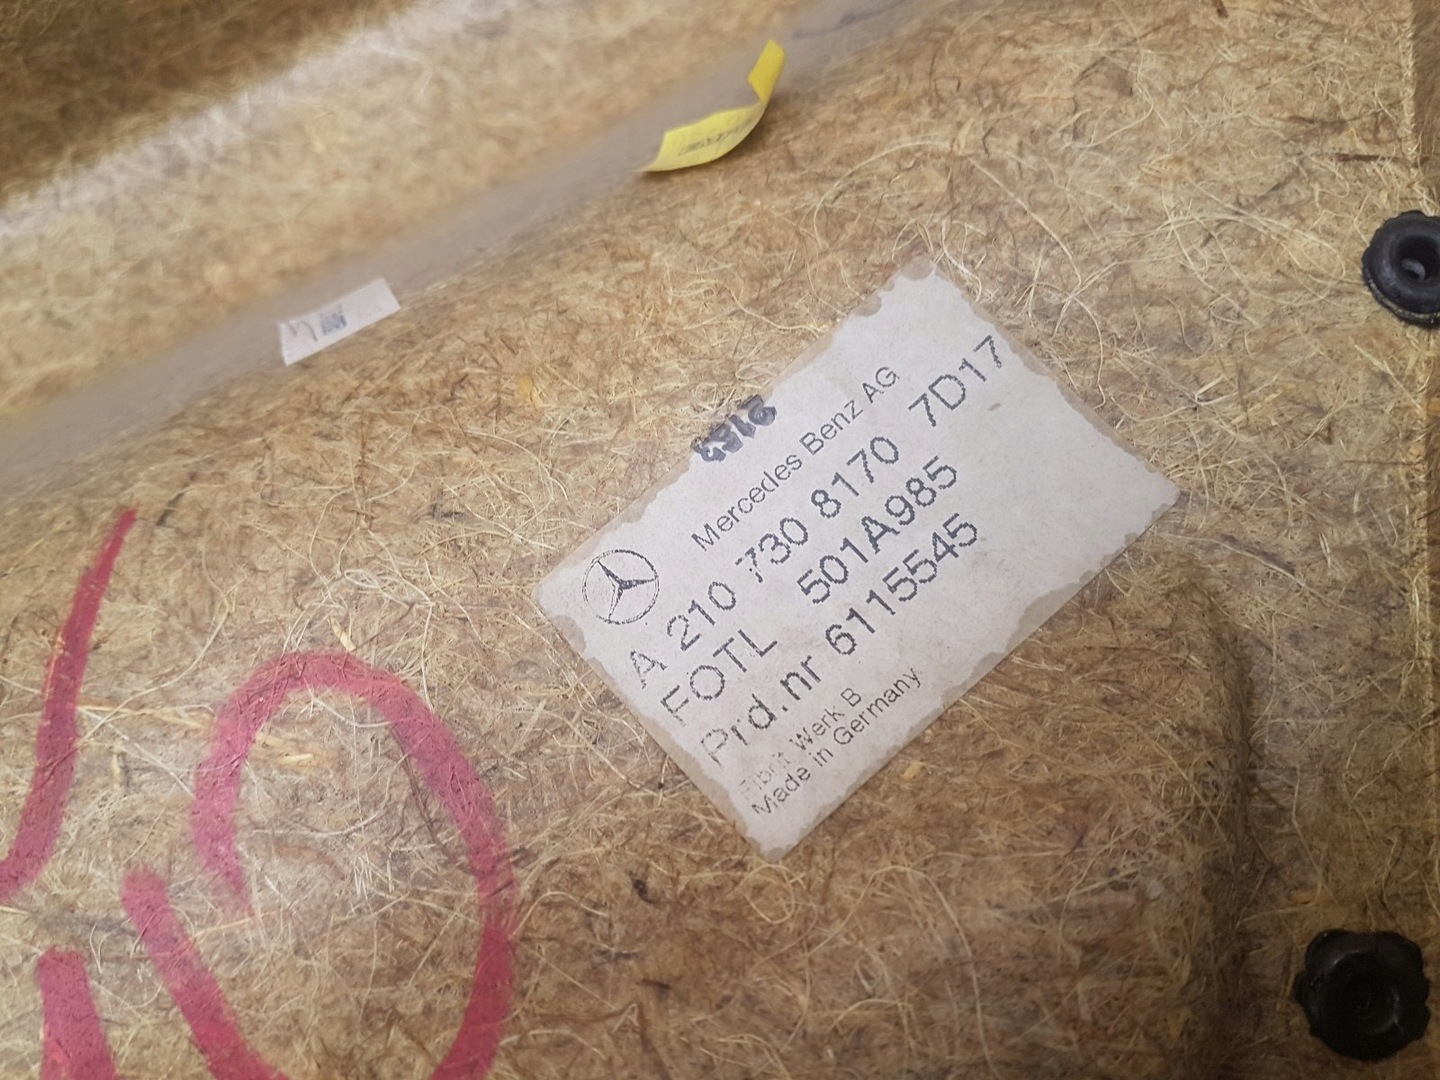 Mercedes Benz AG
A 210 730 8170 7D17
FOTL 501A985
Prd.nr 6115545
Fibrit Werk B
Made in Germany